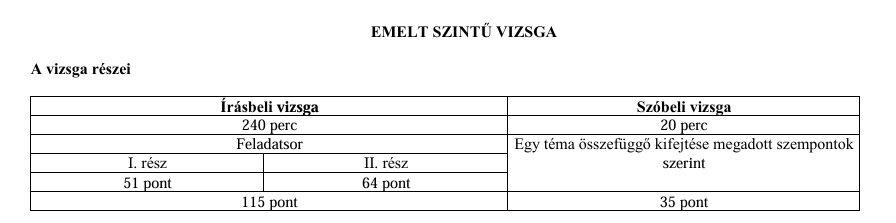 EMELT SZINTŰ VIZSGA
A vizsga részei
Írásbeli vizsga Szóbeli vizsga
240 perc 20 perc
Feladatsor Egy téma összefüggő kifejtése megadott szempontok
I. rész II. rész szerint
51 pont 64 pont
115 pont 35 pont